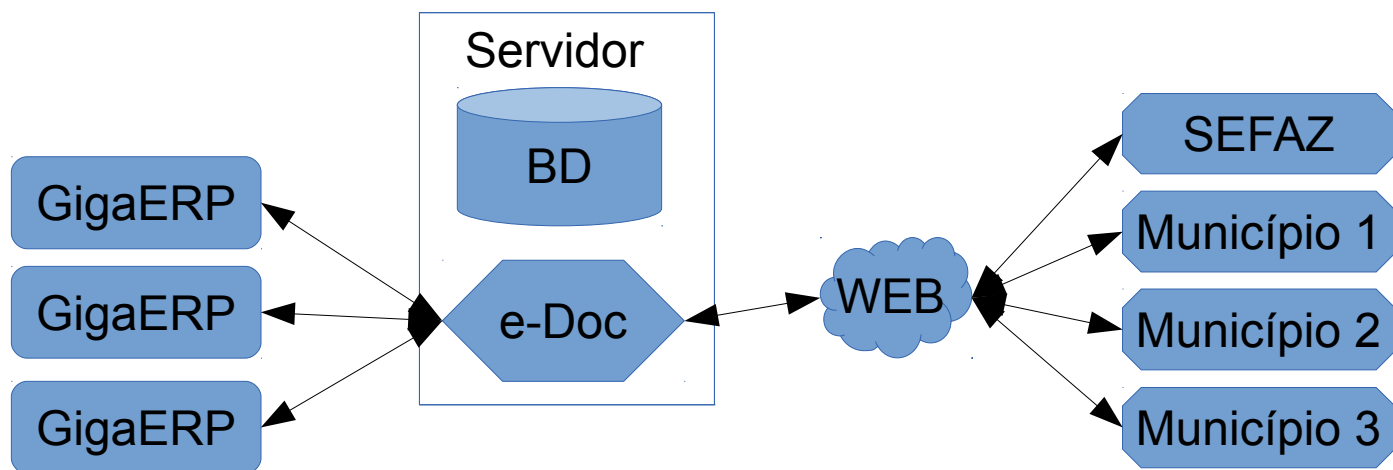 Servidor
BD
e-Doc
GigaERP
GigaERP
GigaERP
WEB
SEFAZ
Município 1
Município 2
Município 3